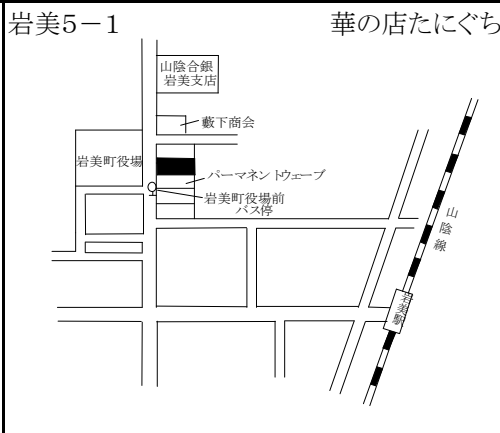 岩美5－1
華の店たにぐち
山陰合銀
岩美支店
藪下商会
岩美町役場
パーマネントウェーブ
岩美町役場前
バス停
山陰線
岩美駅